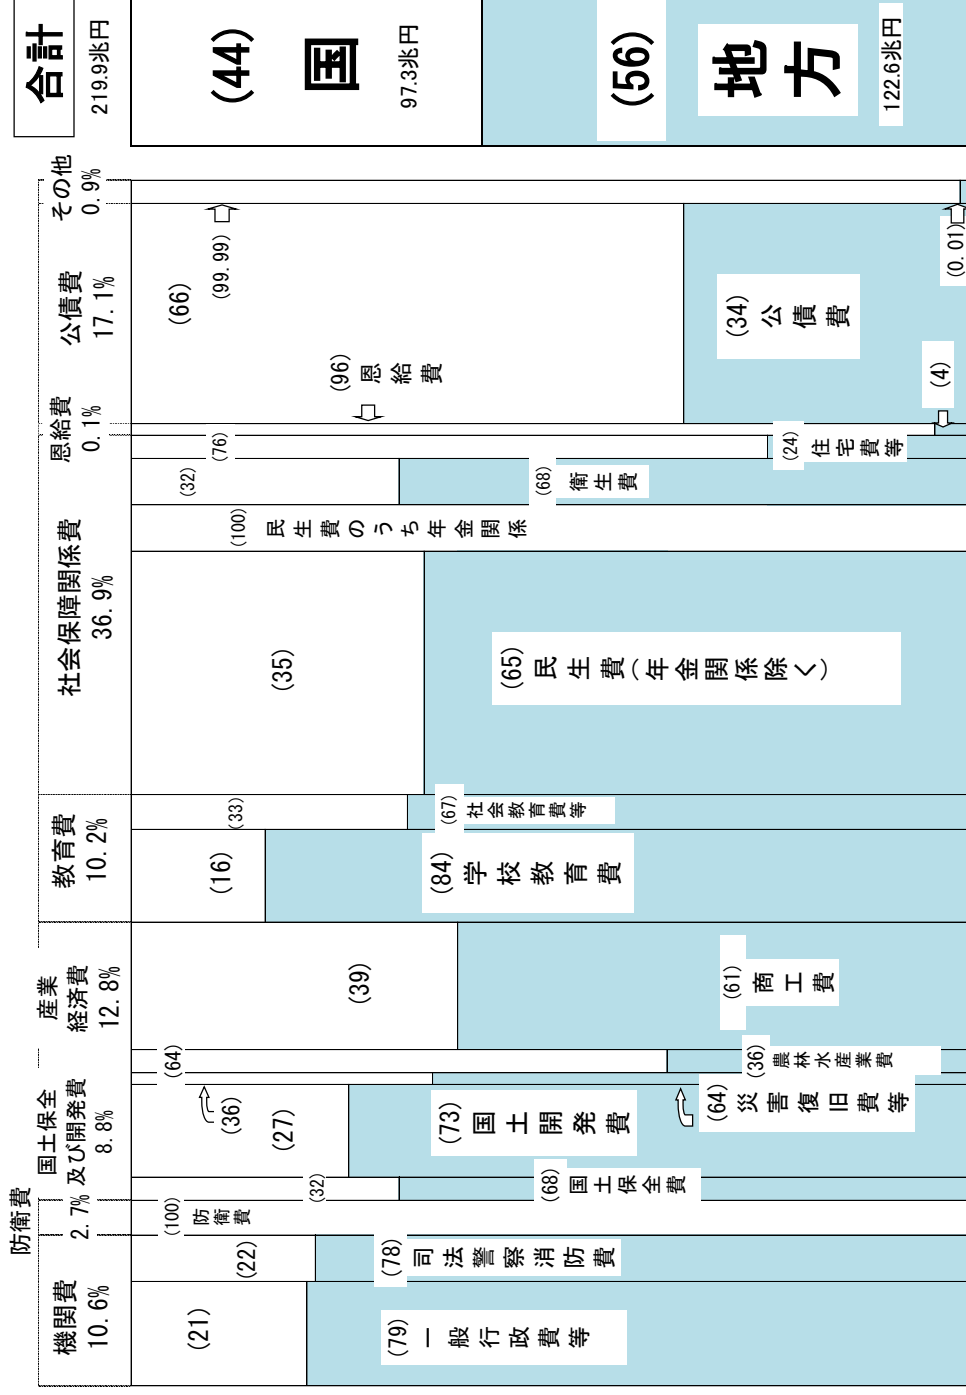 機関費
10.6%
防衛費
2.7%
国土保全
及び開発費
8.8%
産業
経済費
12.8%
教育費
10.2%
社会保障関係費
36.9%
恩給費
0.1%
公債費
17.1%
その他
0.9%
合計
219.9兆円
(21)
(79)
一般行政費等
(22)
(78)
司法警察消防費
(100)
防衛費
(32)
(68)
国土保全費
(27)
(73)
国土開発費
(36)
(64)
災害復旧費等
(64)
(36)
農林水産業費
(39)
(61)
商工費
(16)
(84)
学校教育費
(33)
(67)
社会教育費等
(35)
(65)
民生費(年金関係除く)
(100)
民生費のうち年金関係
(32)
(68)
衛生費
(76)
(24)
住宅費等
(96)
恩給費
(4)
(66)
(34)
公債費
(99.99)
(0.01)
(44)
国
97.3兆円
(56)
地方
122.6兆円